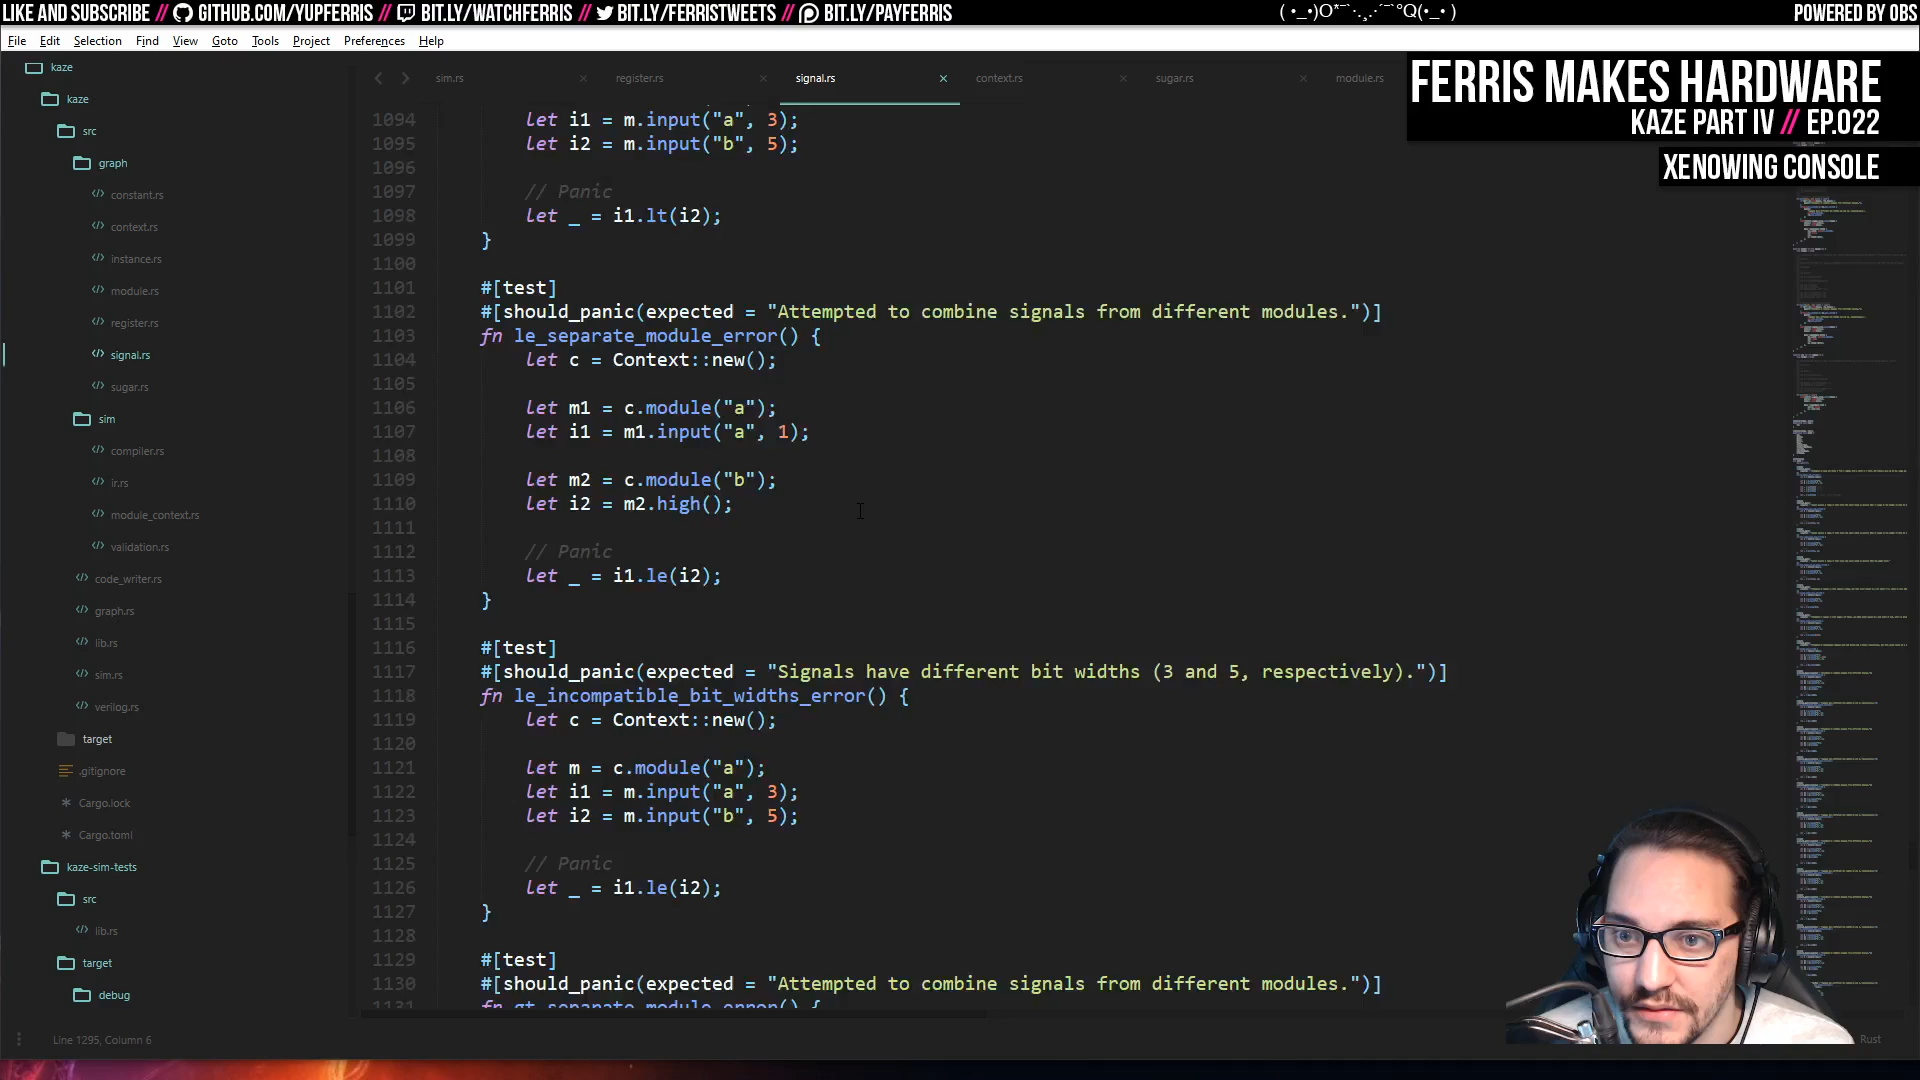 LIKE AND SUBSCRIBE // GITHUB.COM/YUPFERRIS // BIT.LY/WATCHFERRIS // BIT.LY/FERRISTWEETS // BIT.LY/PAYFERRIS
POWERED BY OBS
File Edit Selection Find View Goto Tools Project Preferences Help
FERRIS MAKES HARDWARE
KAZE PART IV // EP.022
XENOWING CONSOLE
sim.rs register.rs signal.rs context.rs sugar.rs module.rs
kaze
kaze
src
graph
constant.rs
context.rs
instance.rs
module.rs
register.rs
signal.rs
sugar.rs
sim
compiler.rs
ir.rs
module_context.rs
validation.rs
code_writer.rs
graph.rs
lib.rs
sim.rs
verilog.rs
target
.gitignore
Cargo.lock
Cargo.toml
kaze-sim-tests
src
lib.rs
target
debug
1094 let i1 = m.input("a", 3);
1095 let i2 = m.input("b", 5);
1096
1097 // Panic
1098 let _ = i1.lt(i2);
1099 }
1100
1101 #[test]
1102 #[should_panic(expected = "Attempted to combine signals from different modules.")]
1103 fn le_separate_module_error() {
1104 let c = Context::new();
1105
1106 let m1 = c.module("a");
1107 let i1 = m1.input("a", 1);
1108
1109 let m2 = c.module("b");
1110 let i2 = m2.high();
1111
1112 // Panic
1113 let _ = i1.le(i2);
1114 }
1115
1116 #[test]
1117 #[should_panic(expected = "Signals have different bit widths (3 and 5, respectively).")]
1118 fn le_incompatible_bit_widths_error() {
1119 let c = Context::new();
1120
1121 let m = c.module("a");
1122 let i1 = m.input("a", 3);
1123 let i2 = m.input("b", 5);
1124
1125 // Panic
1126 let _ = i1.le(i2);
1127 }
1128
1129 #[test]
1130 #[should_panic(expected = "Attempted to combine signals from different modules.")]
1131 fn gt_separate_module_error() {
Line 1295, Column 6
Rust